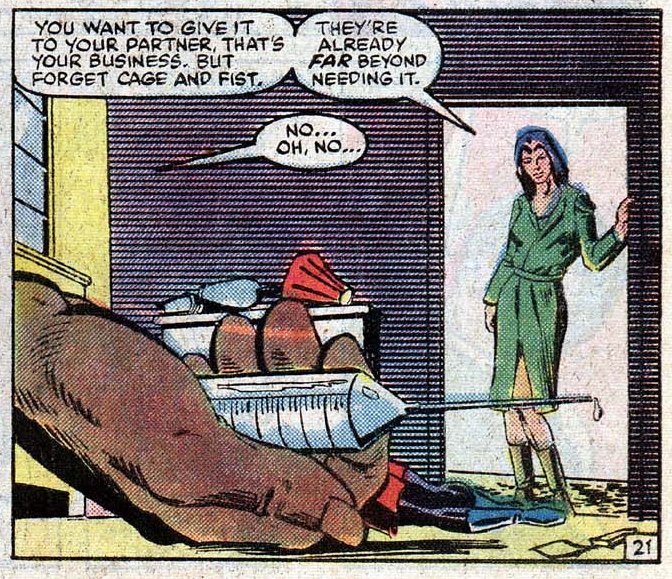 YOU WANT TO GIVE IT
TO YOUR PARTNER, THAT'S
YOUR BUSINESS. BUT
FORGET CAGE AND FIST.
THEY'RE
ALREADY
FAR BEYOND
NEEDING IT.
NO...
OH, NO...
21